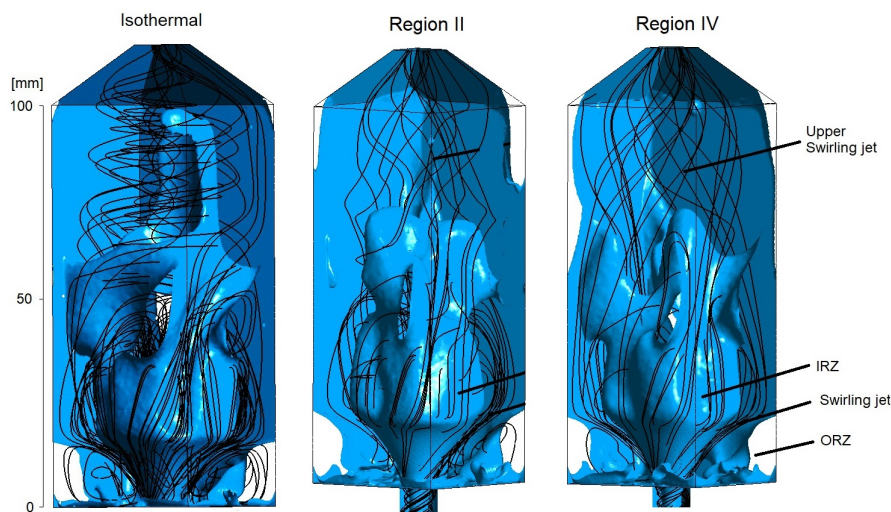 Isothermal
Region II
Region IV
[mm]
100
Upper
Swirling jet
50
IRZ
Swirling jet
ORZ
0